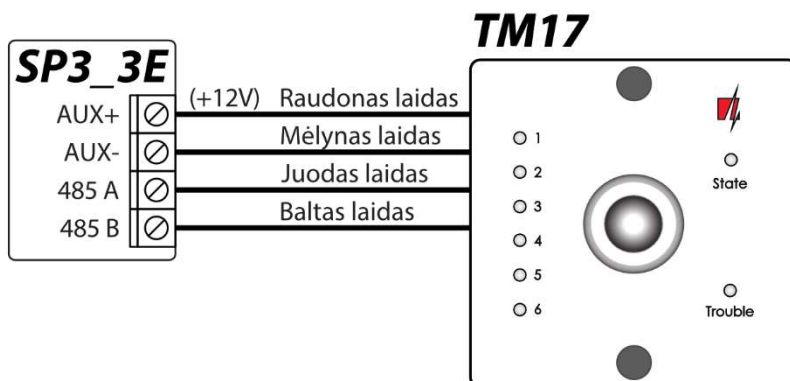 TM17
SP3_3E
AUX+ (+12V) Raudonas laidas
AUX- Mėlynas laidas
485 A Juodas laidas
485 B Baltas laidas
1
2
3
4
5
6
State
Trouble